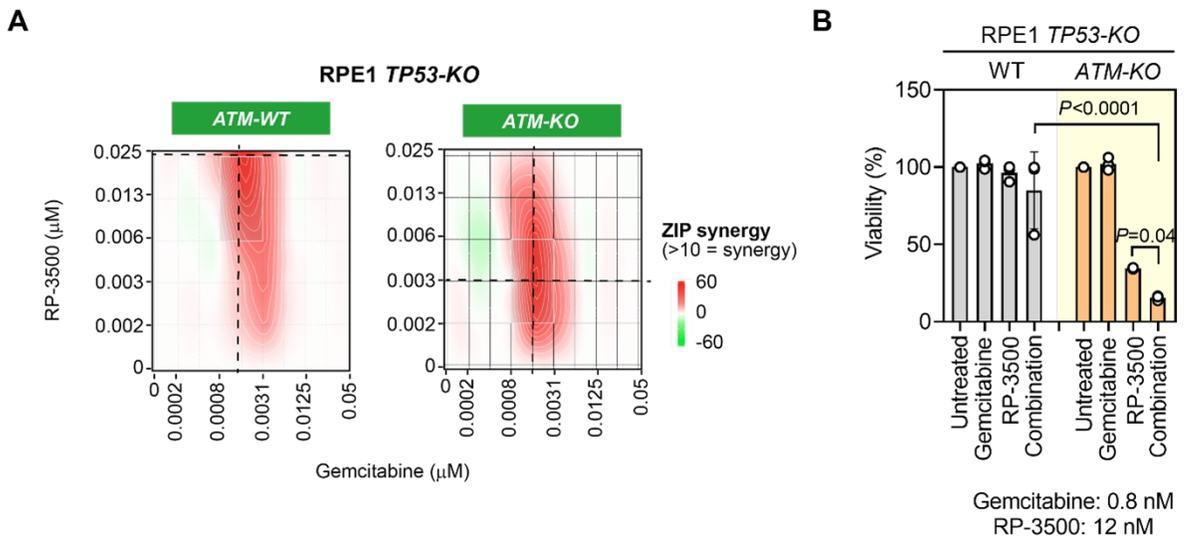 A
RPE1 TP53-KO
ATM-WT
ATM-KO
RP-3500 (μM)
0.025
0.013
0.006
0.003
0.002
0
0
0.0002
0.0008
0.0031
0.0125
0.05
0.025
0.013
0.006
0.003
0.002
0
0
0.0002
0.0008
0.0031
0.0125
0.05
Gemcitabine (μM)
ZIP synergy
(>10 = synergy)
60
0
-60
B
RPE1 TP53-KO
WT
ATM-KO
Viability (%)
150
100
50
0
P<0.0001
P=0.04
Untreated
Gemcitabine
RP-3500
Combination
Untreated
Gemcitabine
RP-3500
Combination
Gemcitabine: 0.8 nM
RP-3500: 12 nM